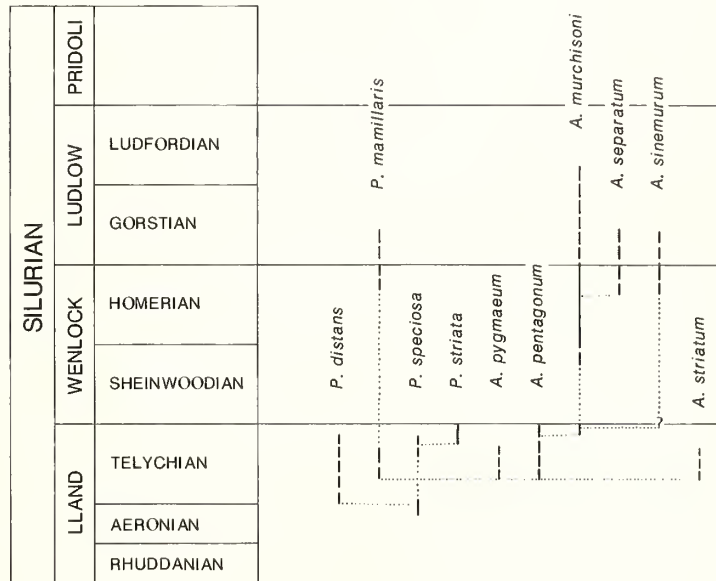 SILURIAN
PRIDOLI
LUDLOW
LUDFORDIAN
GORSTIAN
WENLOCK
HOMERIAN
SHEINWOODIAN
LLAND
TELYCHIAN
AERONIAN
RHUDDANIAN
P. distans
P. mamillaris
P. speciosa
P. striata
A. pygmaeum
A. pentagonum
A. murchisoni
A. separatum
A. sinemurum
A. striatum
?